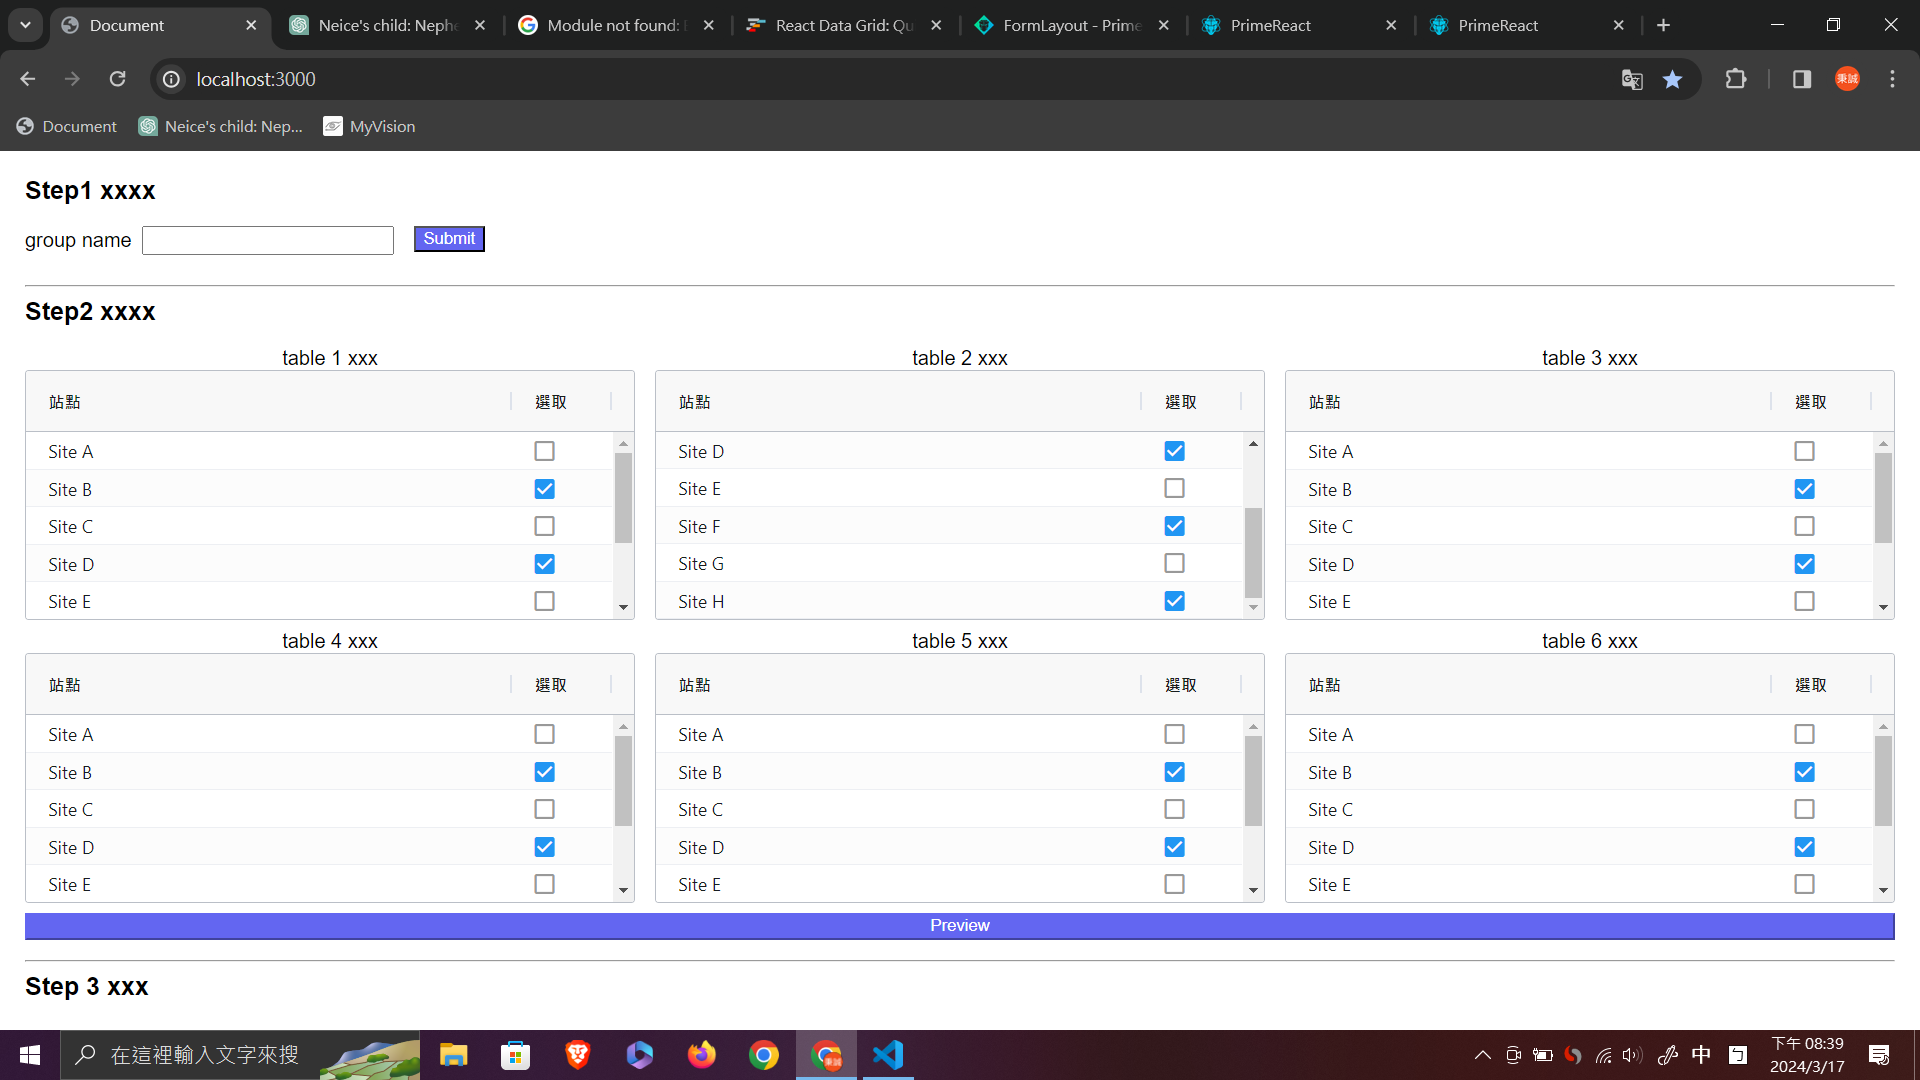 Document
Neice's child: Nephe
Module not found:
React Data Grid: Qu
FormLayout - Prime
PrimeReact
PrimeReact
localhost:3000
秉誠
Document
Neice's child: Nep...
MyVision
Step1 xxxx
group name
Submit
Step2 xxxx
table 1 xxx
站點 選取
Site A
Site B
Site C
Site D
Site E
table 2 xxx
站點 選取
Site D
Site E
Site F
Site G
Site H
table 3 xxx
站點 選取
Site A
Site B
Site C
Site D
Site E
table 4 xxx
站點 選取
Site A
Site B
Site C
Site D
Site E
table 5 xxx
站點 選取
Site A
Site B
Site C
Site D
Site E
table 6 xxx
站點 選取
Site A
Site B
Site C
Site D
Site E
Preview
Step 3 xxx
在這裡輸入文字來搜
中
ㄅ
下午 08:39
2024/3/17